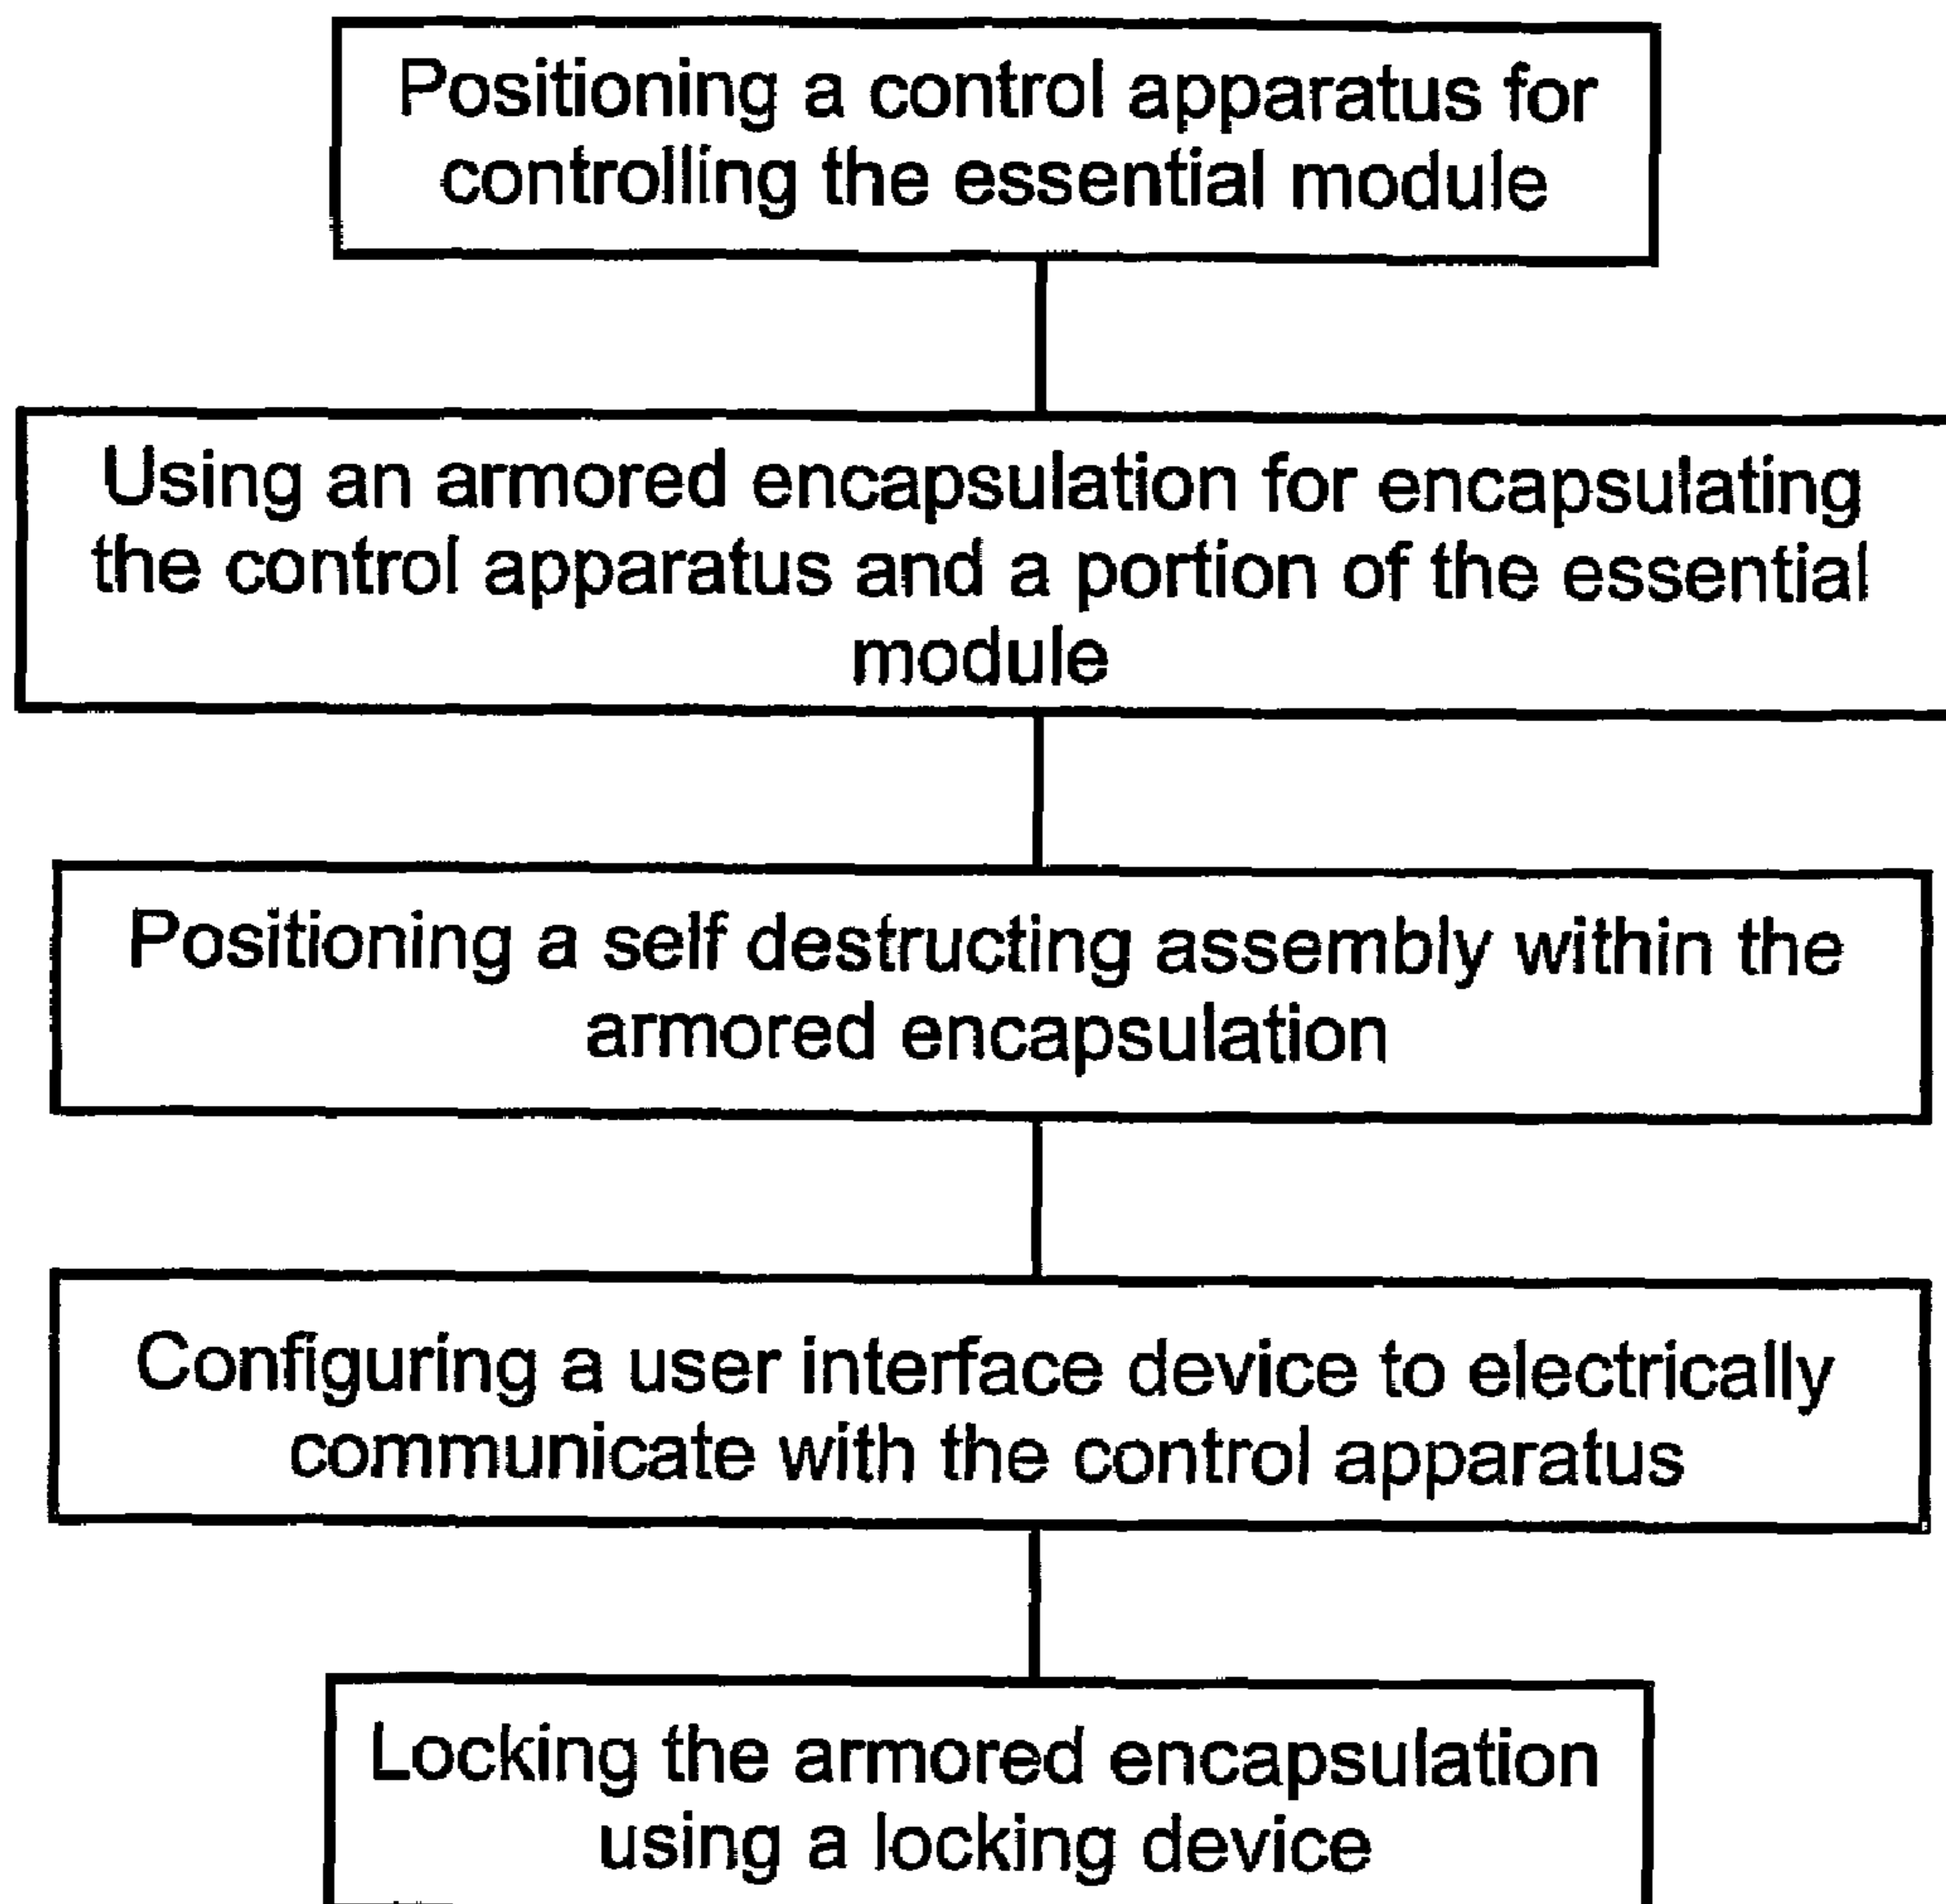 Positioning a control apparatus for
controlling the essential module
Using an armored encapsulation for encapsulating
the control apparatus and a portion of the essential
module
Positioning a self destructing assembly within the
armored encapsulation
Configuring a user interface device to electrically
communicate with the control apparatus
Locking the armored encapsulation
using a locking device